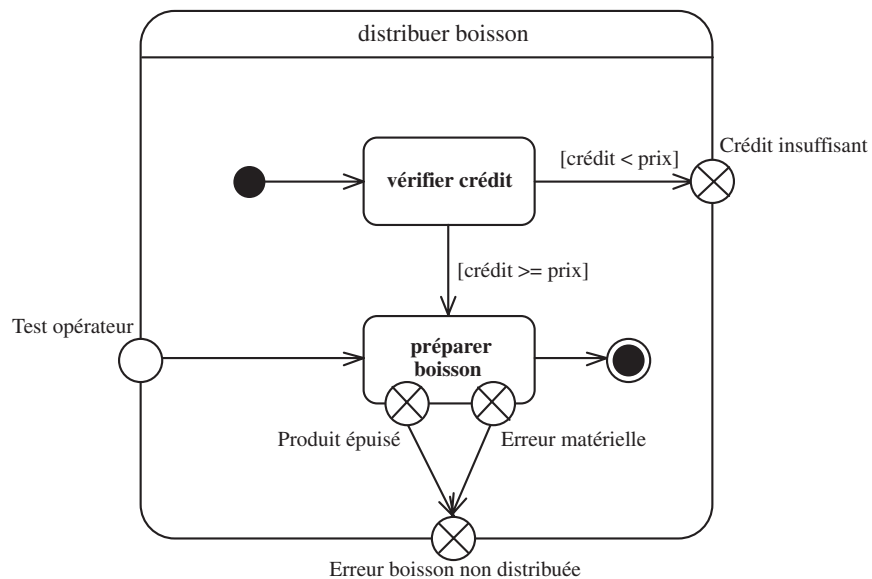 distribuer boisson
Crédit insuffisant
[crédit < prix]
vérifier crédit
[crédit >= prix]
Test opérateur
préparer
boisson
Produit épuisé
Erreur matérielle
Erreur boisson non distribuée